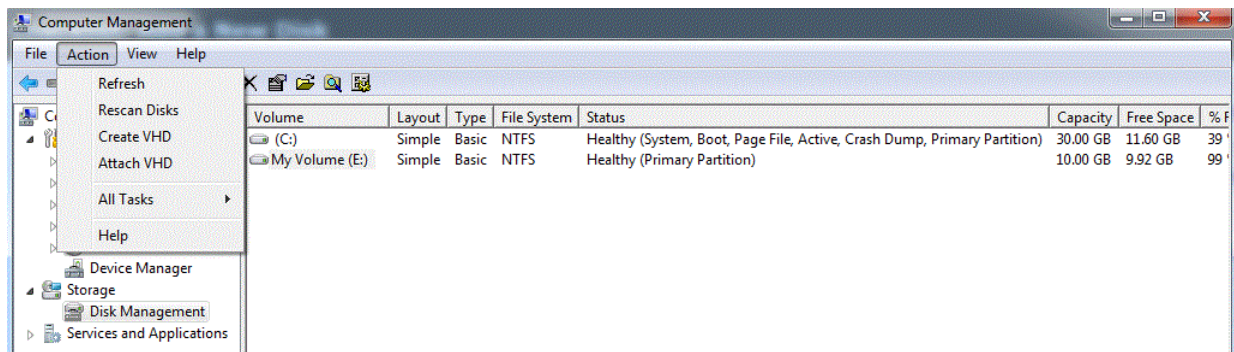 Computer Management
File Action View Help
Refresh
Rescan Disks
Create VHD
Attach VHD
All Tasks
Help
Device Manager
Storage
Disk Management
Services and Applications
Volume Layout Type File System Status Capacity Free Space %
(C:) Simple Basic NTFS Healthy (System, Boot, Page File, Active, Crash Dump, Primary Partition) 30.00 GB 11.60 GB 39
My Volume (E:) Simple Basic NTFS Healthy (Primary Partition) 10.00 GB 9.92 GB 99